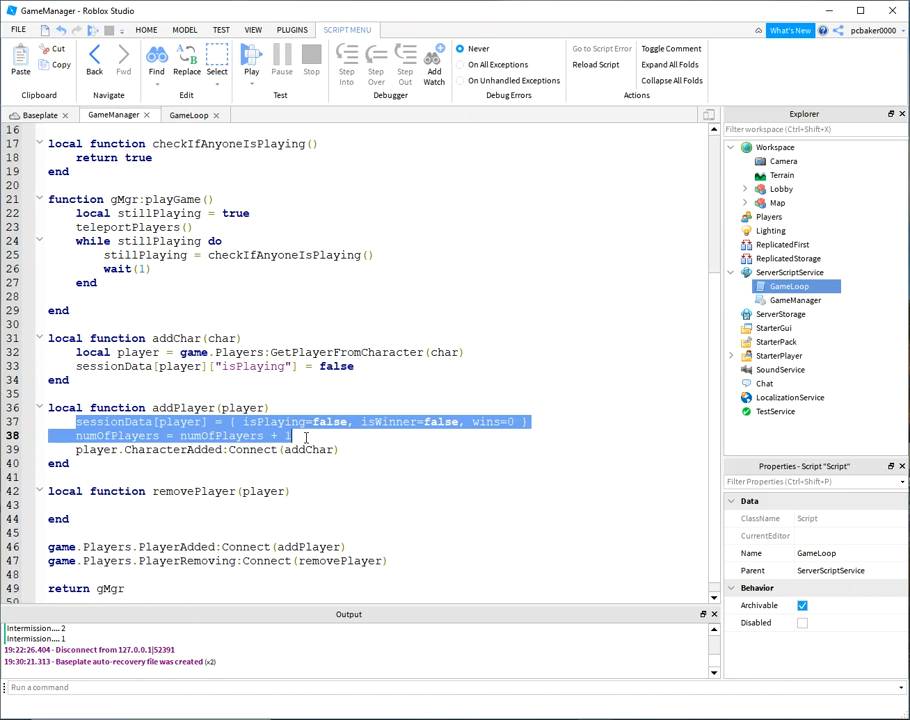 GameManager - Roblox Studio
FILE HOME MODEL TEST VIEW PLUGINS SCRIPT MENU What's New pcbaker0000
Paste Cut Copy Back Fwd Find Replace Select Play Pause Stop Step Into Step Over Step Out Add Watch
Never
On All Exceptions
On Unhandled Exceptions
Go to Script Error
Reload Script
Toggle Comment
Expand All Folds
Collapse All Folds
Clipboard Navigate Edit Test Debugger Debug Errors Actions
Baseplate GameManager GameLoop
16
17 local function checkIfAnyoneIsPlaying()
18 return true
19 end
20
21 function gMgr:playGame()
22 local stillPlaying = true
23 teleportPlayers()
24 while stillPlaying do
25 stillPlaying = checkIfAnyoneIsPlaying()
26 wait(1)
27 end
28
29 end
30
31 local function addChar(char)
32 local player = game.Players:GetPlayerFromCharacter(char)
33 sessionData[player]["isPlaying"] = false
34 end
35
36 local function addPlayer(player)
37 sessionData[player] = { isPlaying=false, isWinner=false, wins=0 }
38 numOfPlayers = numOfPlayers + 1
39 player.CharacterAdded:Connect(addChar)
40 end
41
42 local function removePlayer(player)
43
44 end
45
46 game.Players.PlayerAdded:Connect(addPlayer)
47 game.Players.PlayerRemoving:Connect(removePlayer)
48
49 return gMgr
50
Output
Intermission.... 2
Intermission.... 1
19:22:26.404 - Disconnect from 127.0.0.1|52391
19:30:21.313 - Baseplate auto-recovery file was created (x2)
Run a command
Explorer
Filter workspace (Ctrl+Shift+X)
Workspace
Camera
Terrain
Lobby
Map
Players
Lighting
ReplicatedFirst
ReplicatedStorage
ServerScriptService
GameLoop
GameManager
ServerStorage
StarterGui
StarterPack
StarterPlayer
SoundService
Chat
LocalizationService
TestService
Properties - Script "Script"
Filter Properties (Ctrl+Shift+P)
Data
ClassName Script
CurrentEditor
Name GameLoop
Parent ServerScriptService
Behavior
Archivable
Disabled